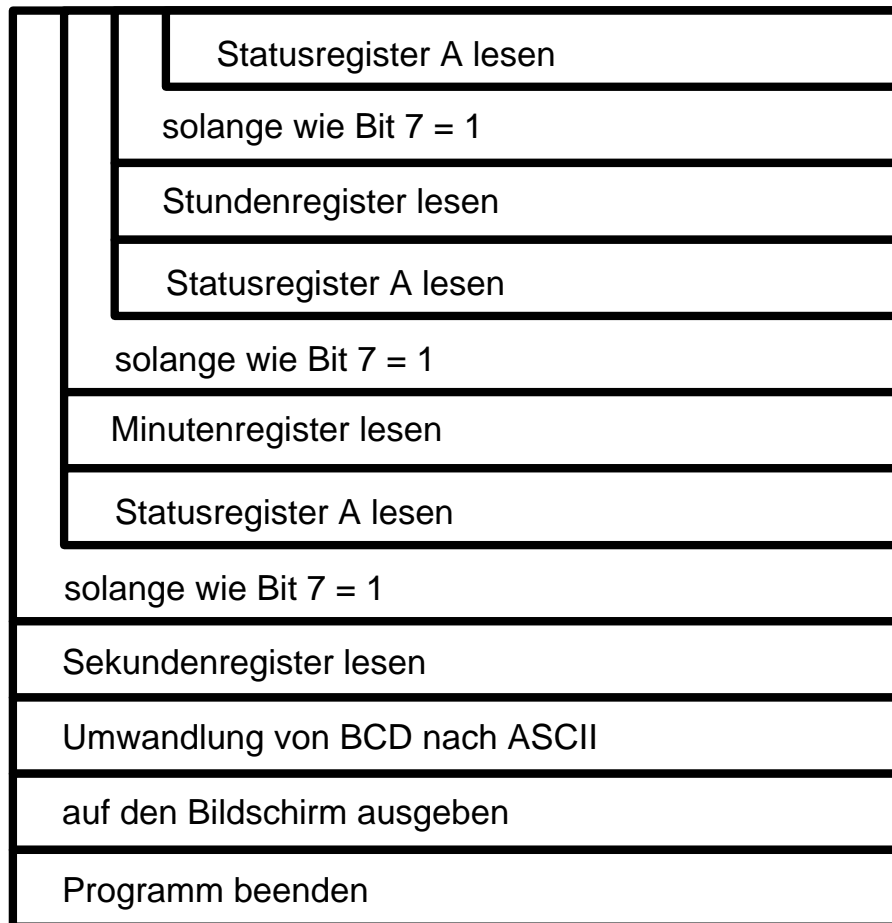 Statusregister A lesen
solange wie Bit 7 = 1
Stundenregister lesen
Statusregister A lesen
solange wie Bit 7 = 1
Minutenregister lesen
Statusregister A lesen
solange wie Bit 7 = 1
Sekundenregister lesen
Umwandlung von BCD nach ASCII
auf den Bildschirm ausgeben
Programm beenden